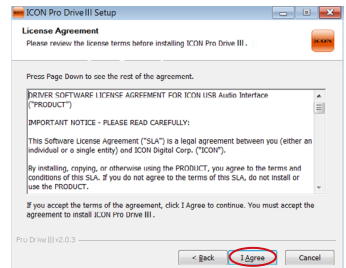 ICON Pro Drive III Setup
License Agreement
Please review the license terms before installing ICON Pro Drive III.
ICON
Press Page Down to see the rest of the agreement.
DRIVER SOFTWARE LICENSE AGREEMENT FOR ICON USB Audio Interface
("PRODUCT")
IMPORTANT NOTICE - PLEASE READ CAREFULLY:
This Software License Agreement ("SLA") is a legal agreement between you (either an
individual or a single entity) and ICON Digital Corp. ("ICON").
By installing, copying, or otherwise using the PRODUCT, you agree to the terms and
conditions of this SLA. If you do not agree to the terms of this SLA, do not install or
use the PRODUCT.
If you accept the terms of the agreement, click I Agree to continue. You must accept the
agreement to install ICON Pro Drive III.
Pro Drive III v2.0.3
< Back
I Agree
Cancel